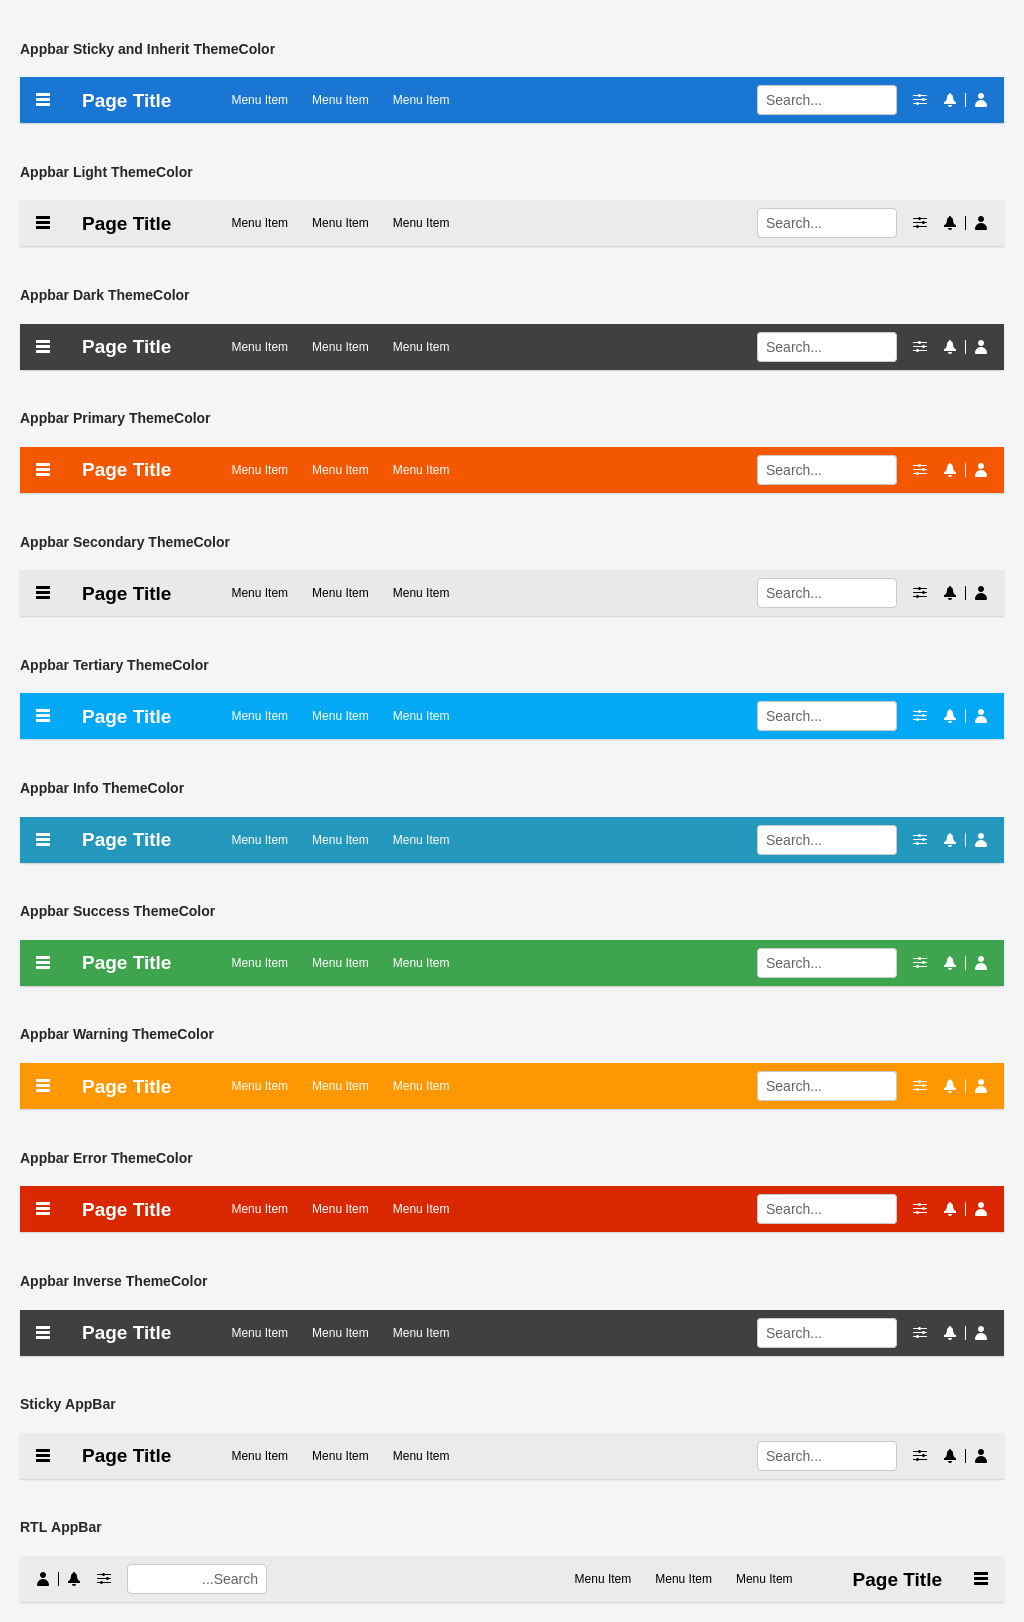 Appbar Sticky and Inherit ThemeColor
Page Title Menu Item Menu Item Menu Item Search...
Appbar Light ThemeColor
Page Title Menu Item Menu Item Menu Item Search...
Appbar Dark ThemeColor
Page Title Menu Item Menu Item Menu Item Search...
Appbar Primary ThemeColor
Page Title Menu Item Menu Item Menu Item Search...
Appbar Secondary ThemeColor
Page Title Menu Item Menu Item Menu Item Search...
Appbar Tertiary ThemeColor
Page Title Menu Item Menu Item Menu Item Search...
Appbar Info ThemeColor
Page Title Menu Item Menu Item Menu Item Search...
Appbar Success ThemeColor
Page Title Menu Item Menu Item Menu Item Search...
Appbar Warning ThemeColor
Page Title Menu Item Menu Item Menu Item Search...
Appbar Error ThemeColor
Page Title Menu Item Menu Item Menu Item Search...
Appbar Inverse ThemeColor
Page Title Menu Item Menu Item Menu Item Search...
Sticky AppBar
Page Title Menu Item Menu Item Menu Item Search...
RTL AppBar
...Search Menu Item Menu Item Menu Item Page Title